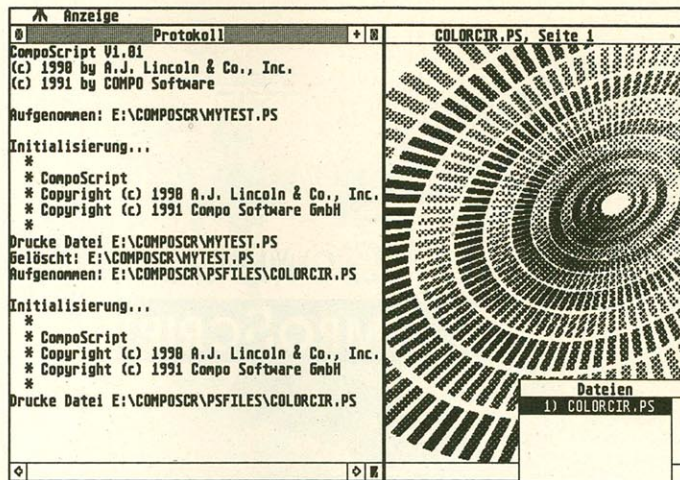 Anzeige
Protokoll
CompoScript V1.01
(c) 1990 by A.J. Lincoln & Co., Inc.
(c) 1991 by COMPO Software
Aufgenommen: E:\COMPOSCR\MYTEST.PS
Initialisierung...
*
* CompoScript
* Copyright (c) 1990 A.J. Lincoln & Co., Inc.
* Copyright (c) 1991 Compo Software GmbH
*
Drucke Datei E:\COMPOSCR\MYTEST.PS
Gelöscht: E:\COMPOSCR\MYTEST.PS
Aufgenommen: E:\COMPOSCR\PSFILES\COLORCIR.PS
Initialisierung...
*
* CompoScript
* Copyright (c) 1990 A.J. Lincoln & Co., Inc.
* Copyright (c) 1991 Compo Software GmbH
*
Drucke Datei E:\COMPOSCR\PSFILES\COLORCIR.PS
COLORCIR.PS, Seite 1
Dateien
1) COLORCIR.PS